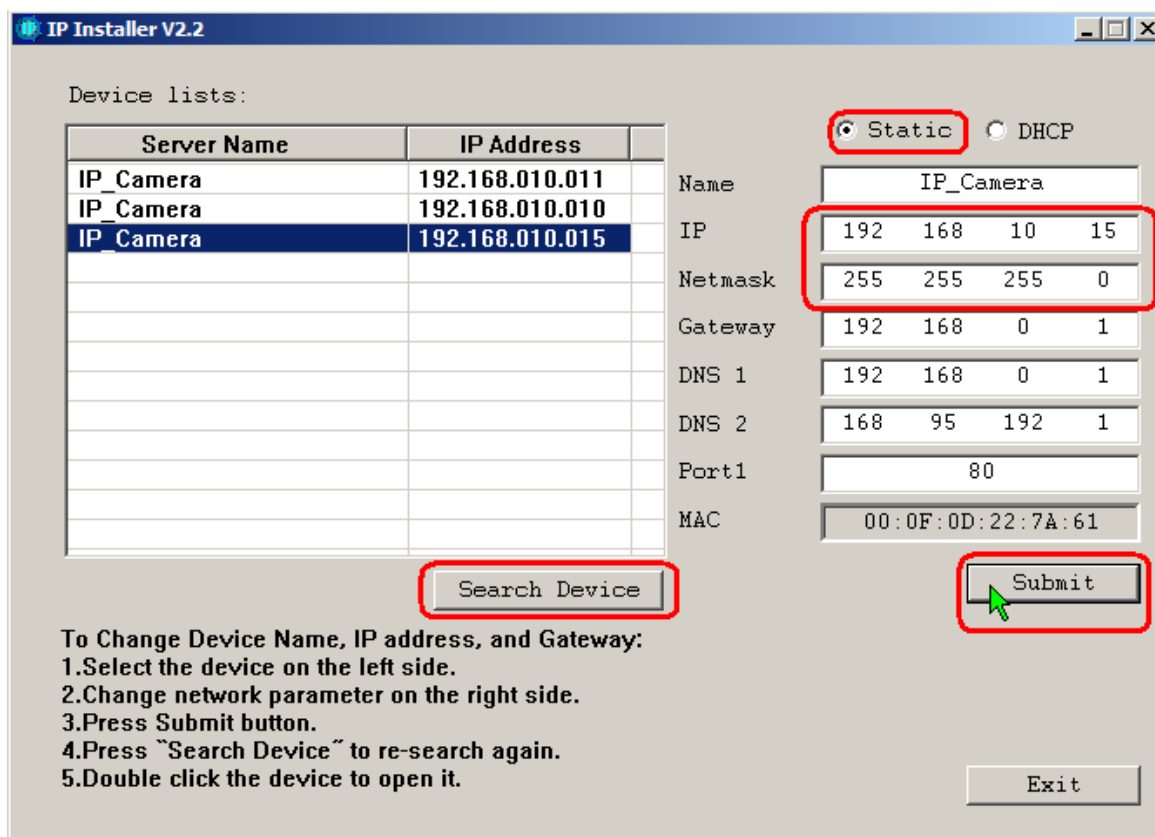 IP Installer V2.2
Device lists:
Server Name IP Address
IP_Camera 192.168.010.011
IP_Camera 192.168.010.010
IP_Camera 192.168.010.015
Search Device
To Change Device Name, IP address, and Gateway:
1.Select the device on the left side.
2.Change network parameter on the right side.
3.Press Submit button.
4.Press ˜Search Device˝ to re-search again.
5.Double click the device to open it.
Static DHCP
Name IP_Camera
IP 192 168 10 15
Netmask 255 255 255 0
Gateway 192 168 0 1
DNS 1 192 168 0 1
DNS 2 168 95 192 1
Port1 80
MAC 00:0F:0D:22:7A:61
Submit
Exit